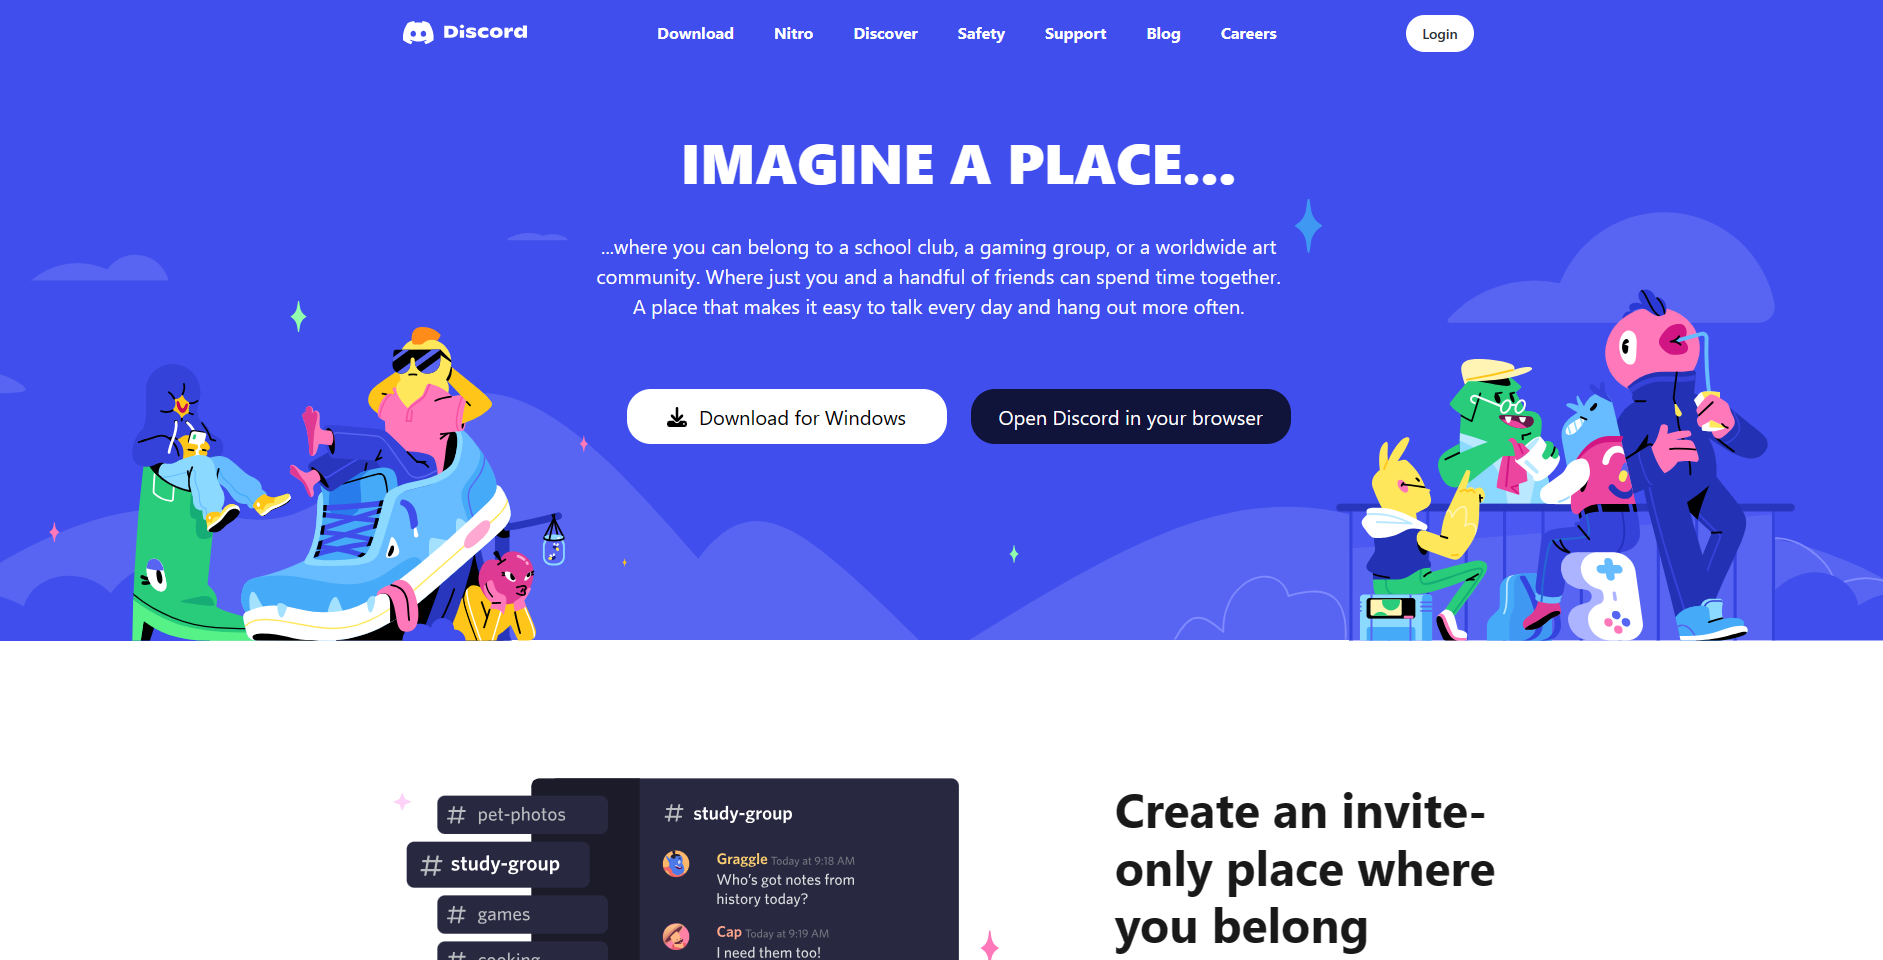 Discord
Download
Nitro
Discover
Safety
Support
Blog
Careers
Login
IMAGINE A PLACE...
...where you can belong to a school club, a gaming group, or a worldwide art
community. Where just you and a handful of friends can spend time together.
A place that makes it easy to talk every day and hang out more often.
Download for Windows
Open Discord in your browser
# pet-photos
# study-group
# games
# cooking
# study-group
Graggle Today at 9:18 AM
Who's got notes from
history today?
Cap Today at 9:19 AM
I need them too!
Create an invite-
only place where
you belong